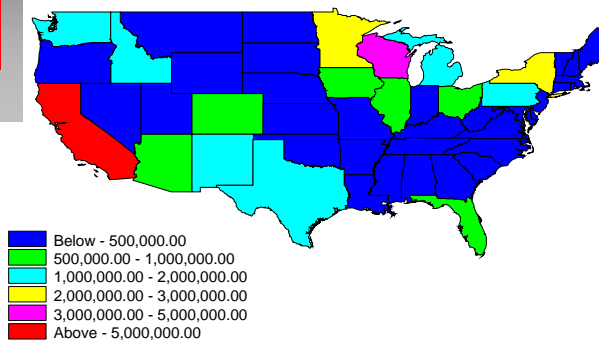 Below - 500,000.00
500,000.00 - 1,000,000.00
1,000,000.00 - 2,000,000.00
2,000,000.00 - 3,000,000.00
3,000,000.00 - 5,000,000.00
Above - 5,000,000.00